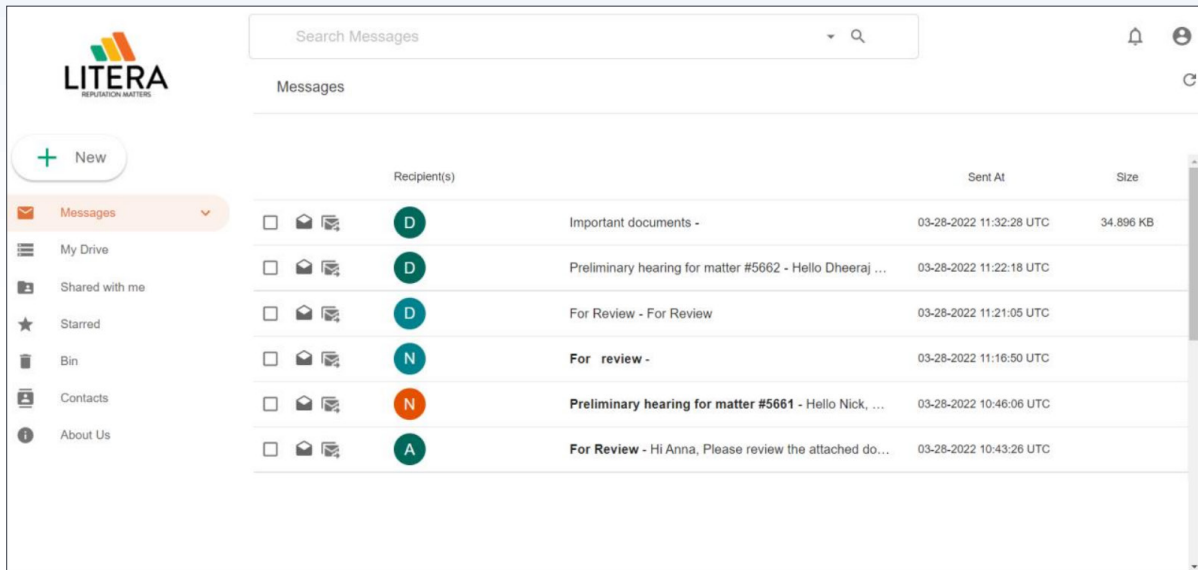 LITERA
REPUTATION MATTERS
Search Messages
Messages
New
Messages
My Drive
Shared with me
Starred
Bin
Contacts
About Us
Recipient(s) Sent At Size
D Important documents - 03-28-2022 11:32:28 UTC 34.896 KB
D Preliminary hearing for matter #5662 - Hello Dheeraj ... 03-28-2022 11:22:18 UTC
D For Review - For Review 03-28-2022 11:21:05 UTC
N For review - 03-28-2022 11:16:50 UTC
N Preliminary hearing for matter #5661 - Hello Nick, ... 03-28-2022 10:46:06 UTC
A For Review - Hi Anna, Please review the attached do... 03-28-2022 10:43:26 UTC